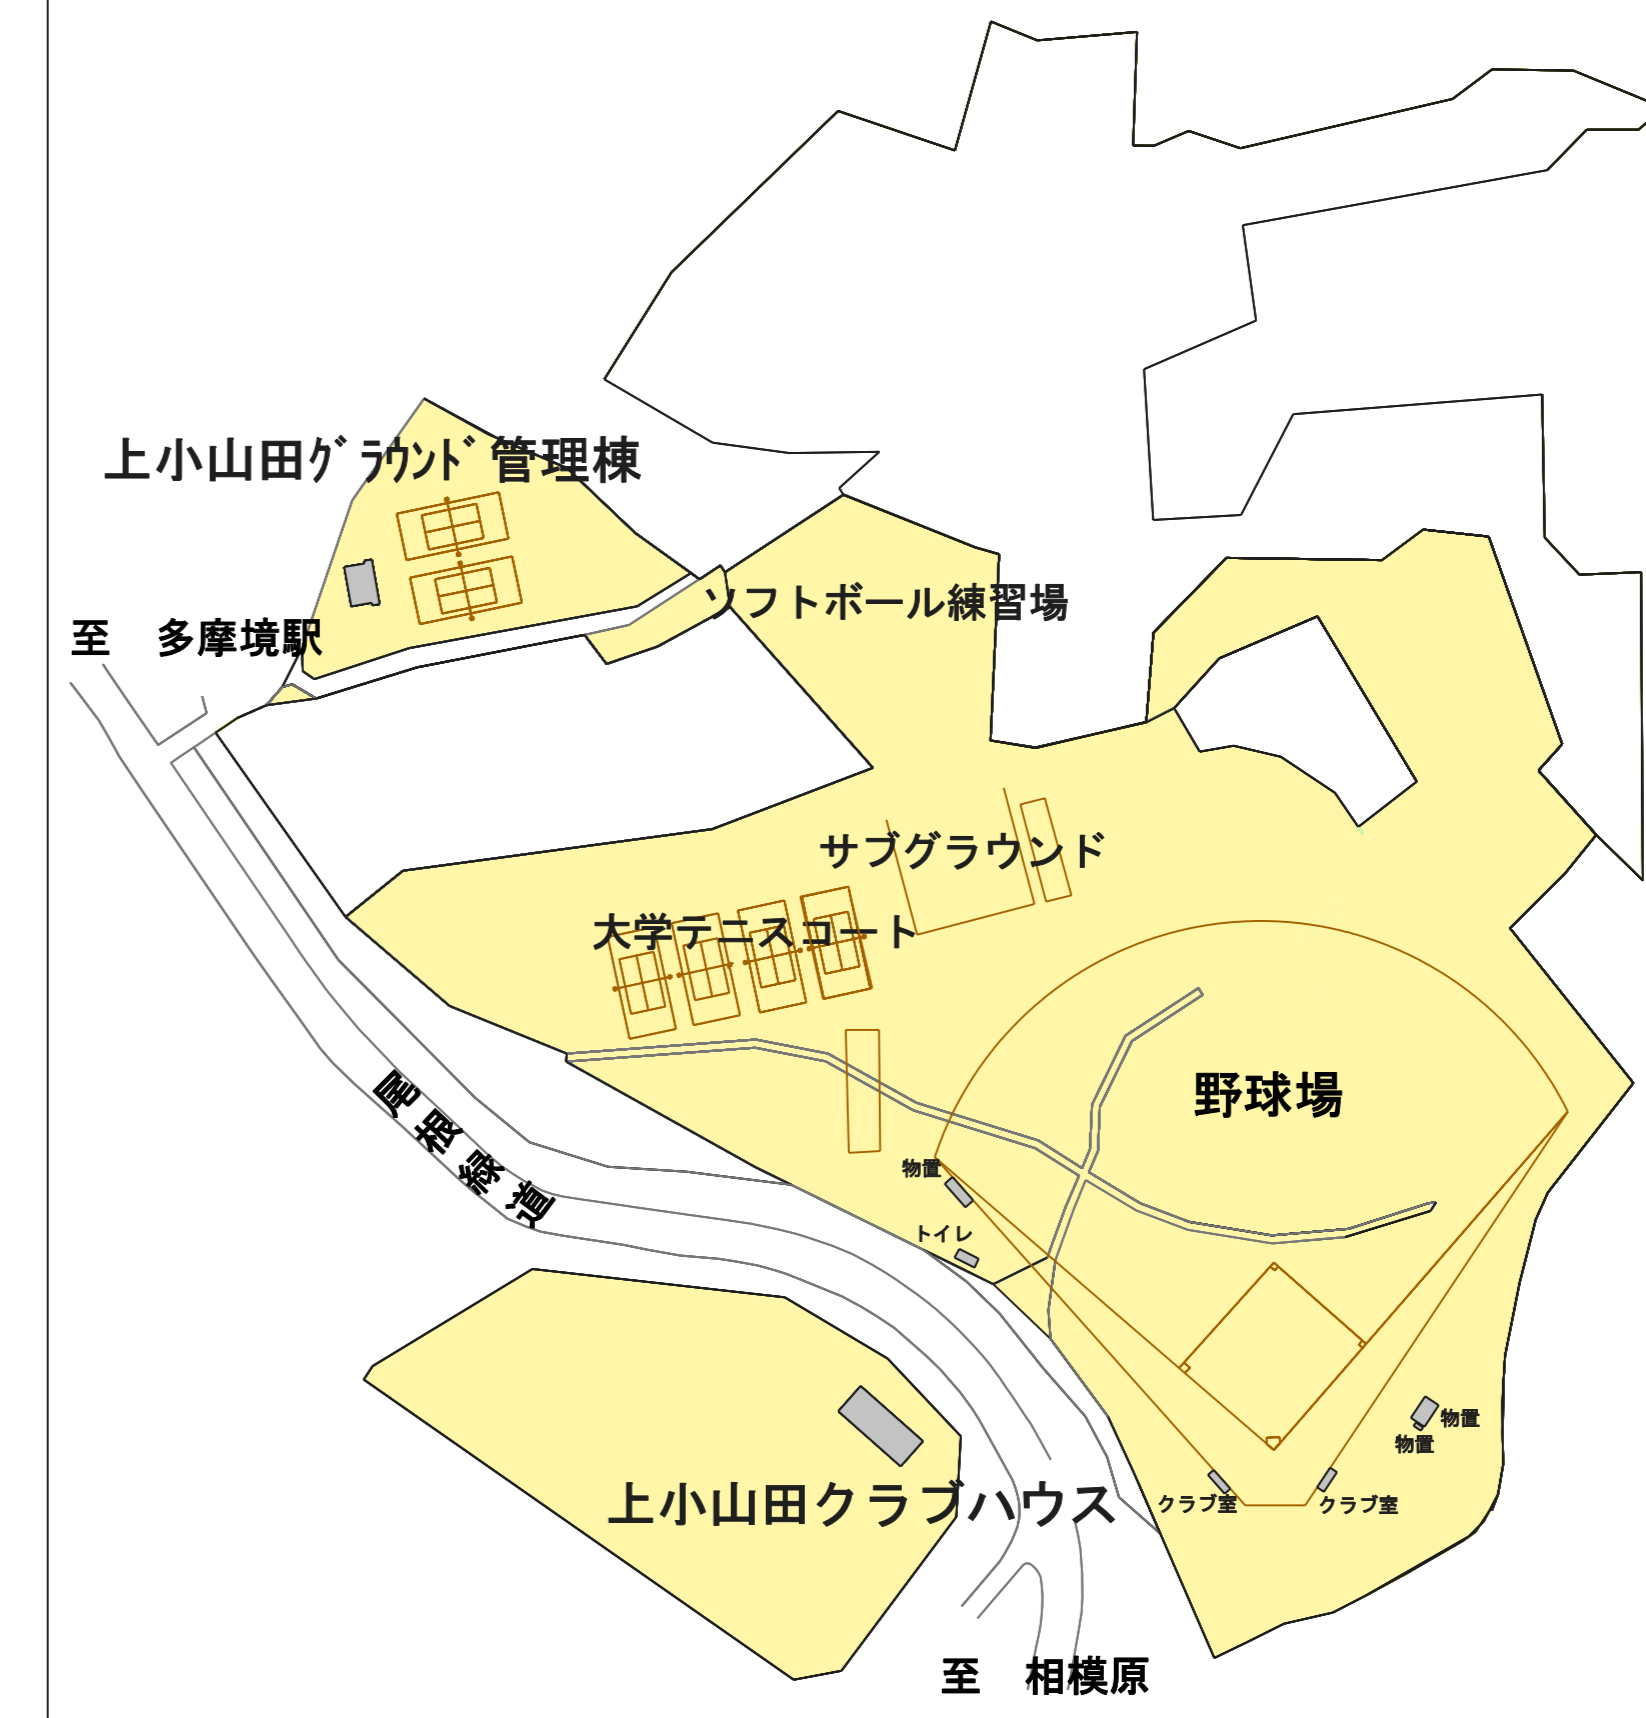 上小山田ｸﾞﾗｳﾝﾄﾞ管理棟
ソフトボール練習場
至　多摩境駅
サブグラウンド
大学テニスコート
尾根緑道
野球場
物置
トイレ
物置
物置
上小山田クラブハウス
クラブ室
クラブ室
至　相模原